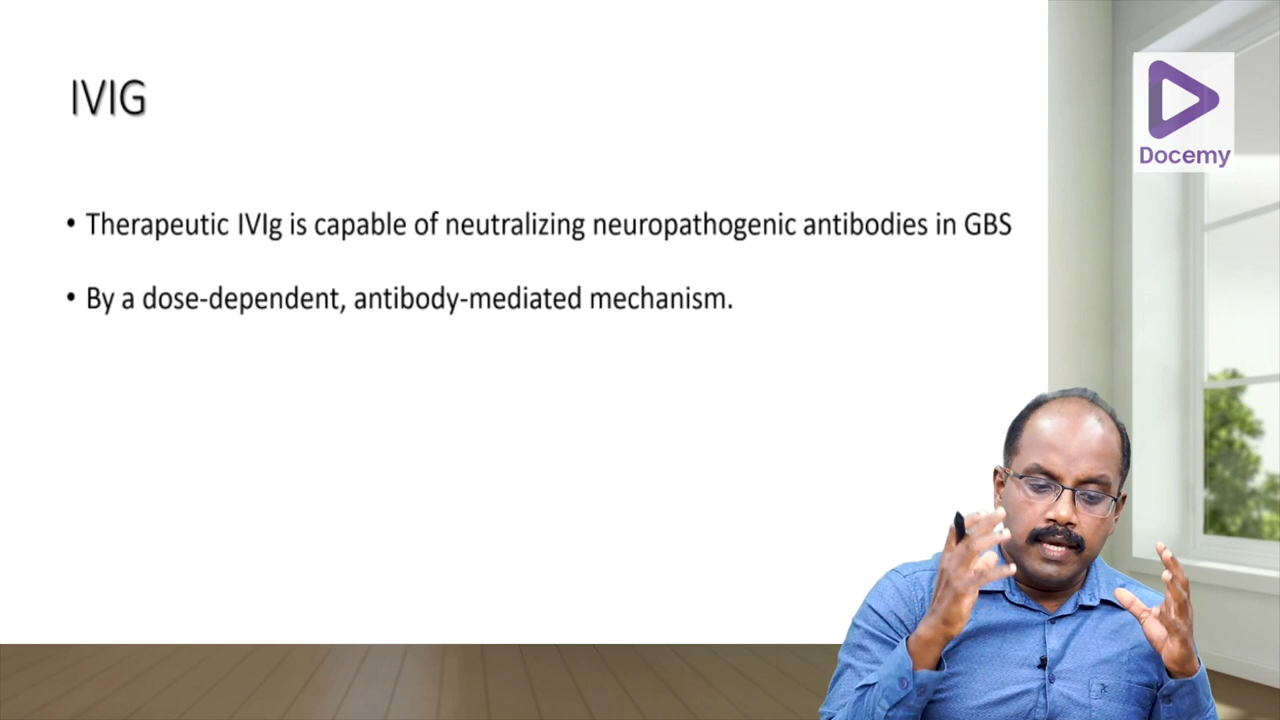 IVIG
Docemy
• Therapeutic IVIg is capable of neutralizing neuropathogenic antibodies in GBS
• By a dose-dependent, antibody-mediated mechanism.